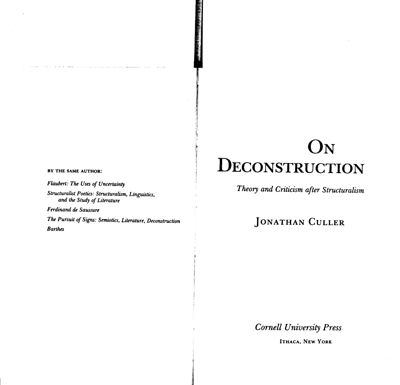 BY THE SAME AUTHOR:
Flaubert: The Uses of Uncertainty
Structuralist Poetics: Structuralism, Linguistics,
and the Study of Literature
Ferdinand de Saussure
The Pursuit of Signs: Semiotics, Literature, Deconstruction
Barthes
ON
DECONSTRUCTION
Theory and Criticism after Structuralism
JONATHAN CULLER
Cornell University Press
ITHACA, NEW YORK